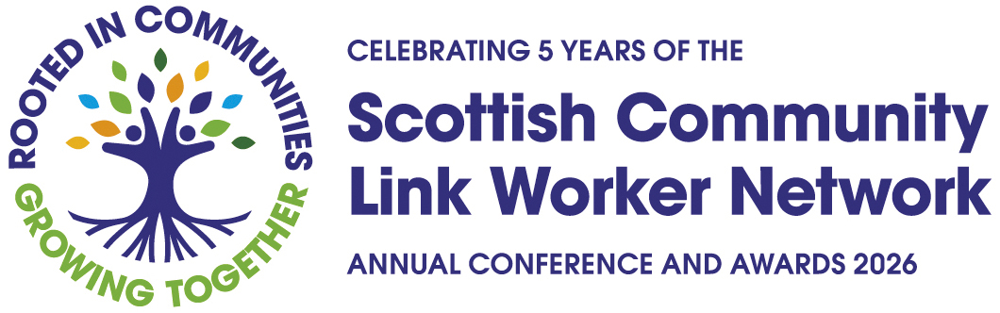 ROOTED IN COMMUNITIES
GROWING TOGETHER
CELEBRATING 5 YEARS OF THE
Scottish Community
Link Worker Network
ANNUAL CONFERENCE AND AWARDS 2026